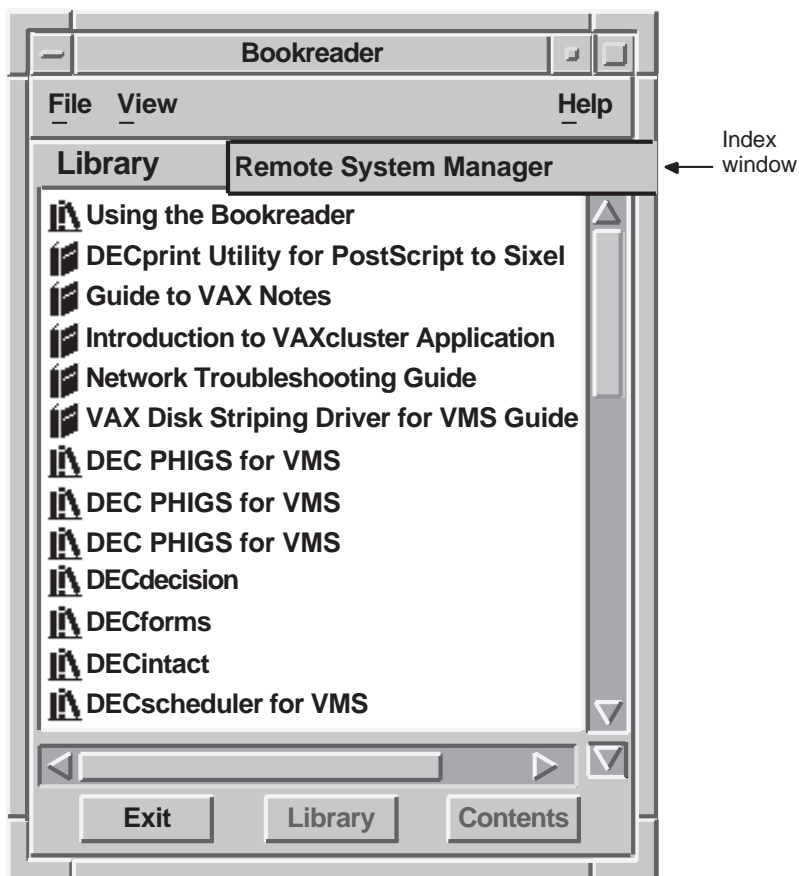 Bookreader
File View Help
Library Remote System Manager
Index
window
Using the Bookreader
DECprint Utility for PostScript to Sixel
Guide to VAX Notes
Introduction to VAXcluster Application
Network Troubleshooting Guide
VAX Disk Striping Driver for VMS Guide
DEC PHIGS for VMS
DEC PHIGS for VMS
DEC PHIGS for VMS
DECdecision
DECforms
DECintact
DECscheduler for VMS
Exit Library Contents